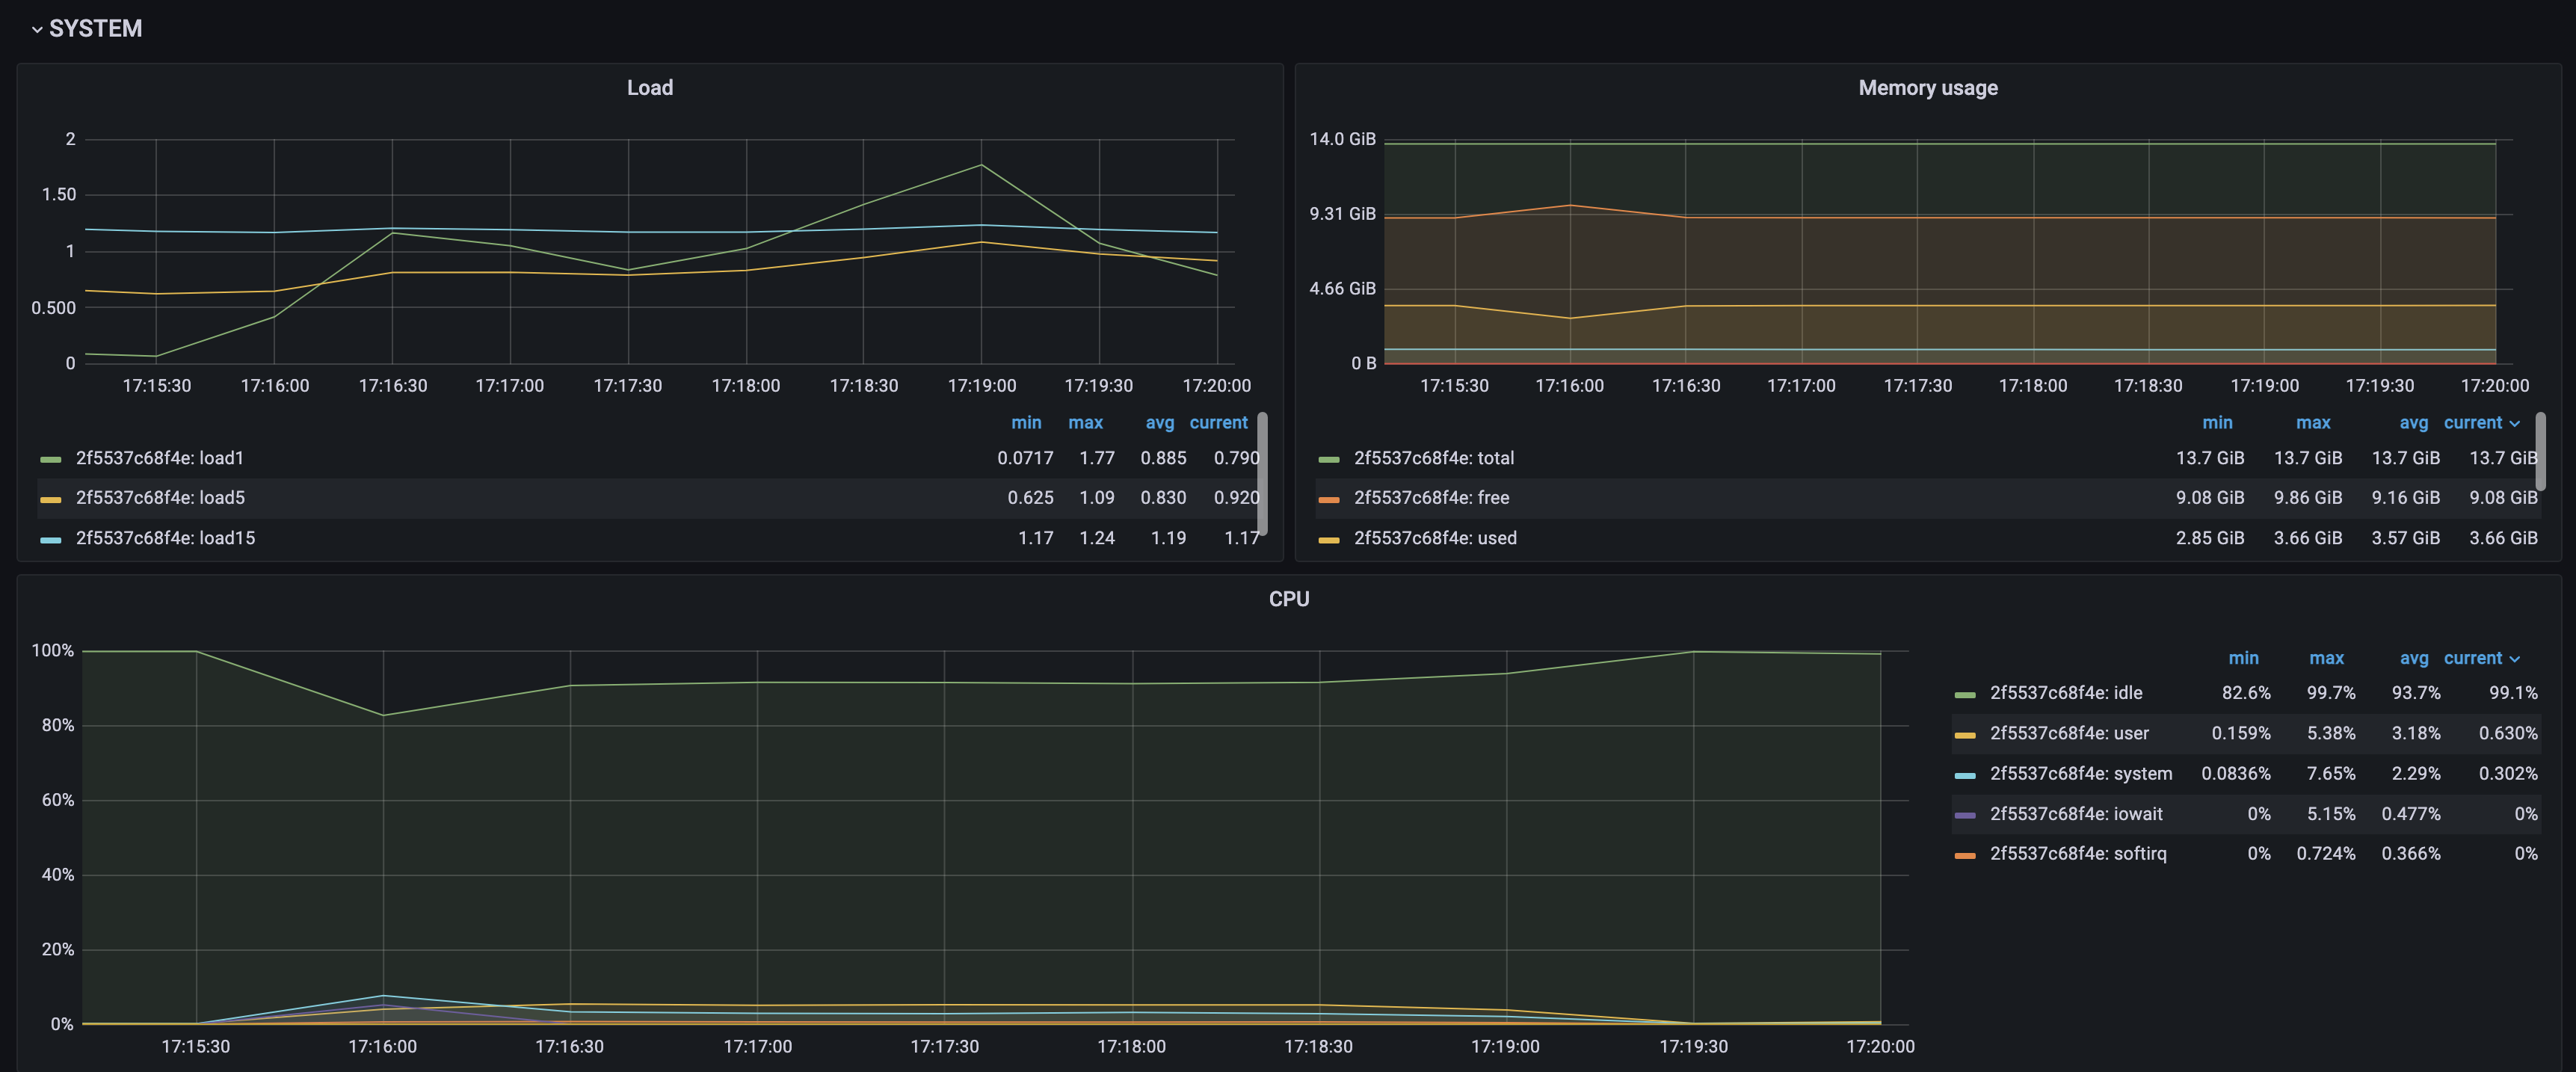 SYSTEM
Load
2
1.50
1
0.500
0
17:15:30 17:16:00 17:16:30 17:17:00 17:17:30 17:18:00 17:18:30 17:19:00 17:19:30 17:20:00
min max avg current
2f5537c68f4e: load1 0.0717 1.77 0.885 0.790
2f5537c68f4e: load5 0.625 1.09 0.830 0.920
2f5537c68f4e: load15 1.17 1.24 1.19 1.17
Memory usage
14.0 GiB
9.31 GiB
4.66 GiB
0 B
17:15:30 17:16:00 17:16:30 17:17:00 17:17:30 17:18:00 17:18:30 17:19:00 17:19:30 17:20:00
min max avg current
2f5537c68f4e: total 13.7 GiB 13.7 GiB 13.7 GiB 13.7 GiB
2f5537c68f4e: free 9.08 GiB 9.86 GiB 9.16 GiB 9.08 GiB
2f5537c68f4e: used 2.85 GiB 3.66 GiB 3.57 GiB 3.66 GiB
CPU
100%
80%
60%
40%
20%
0%
17:15:30 17:16:00 17:16:30 17:17:00 17:17:30 17:18:00 17:18:30 17:19:00 17:19:30 17:20:00
min max avg current
2f5537c68f4e: idle 82.6% 99.7% 93.7% 99.1%
2f5537c68f4e: user 0.159% 5.38% 3.18% 0.630%
2f5537c68f4e: system 0.0836% 7.65% 2.29% 0.302%
2f5537c68f4e: iowait 0% 5.15% 0.477% 0%
2f5537c68f4e: softirq 0% 0.724% 0.366% 0%